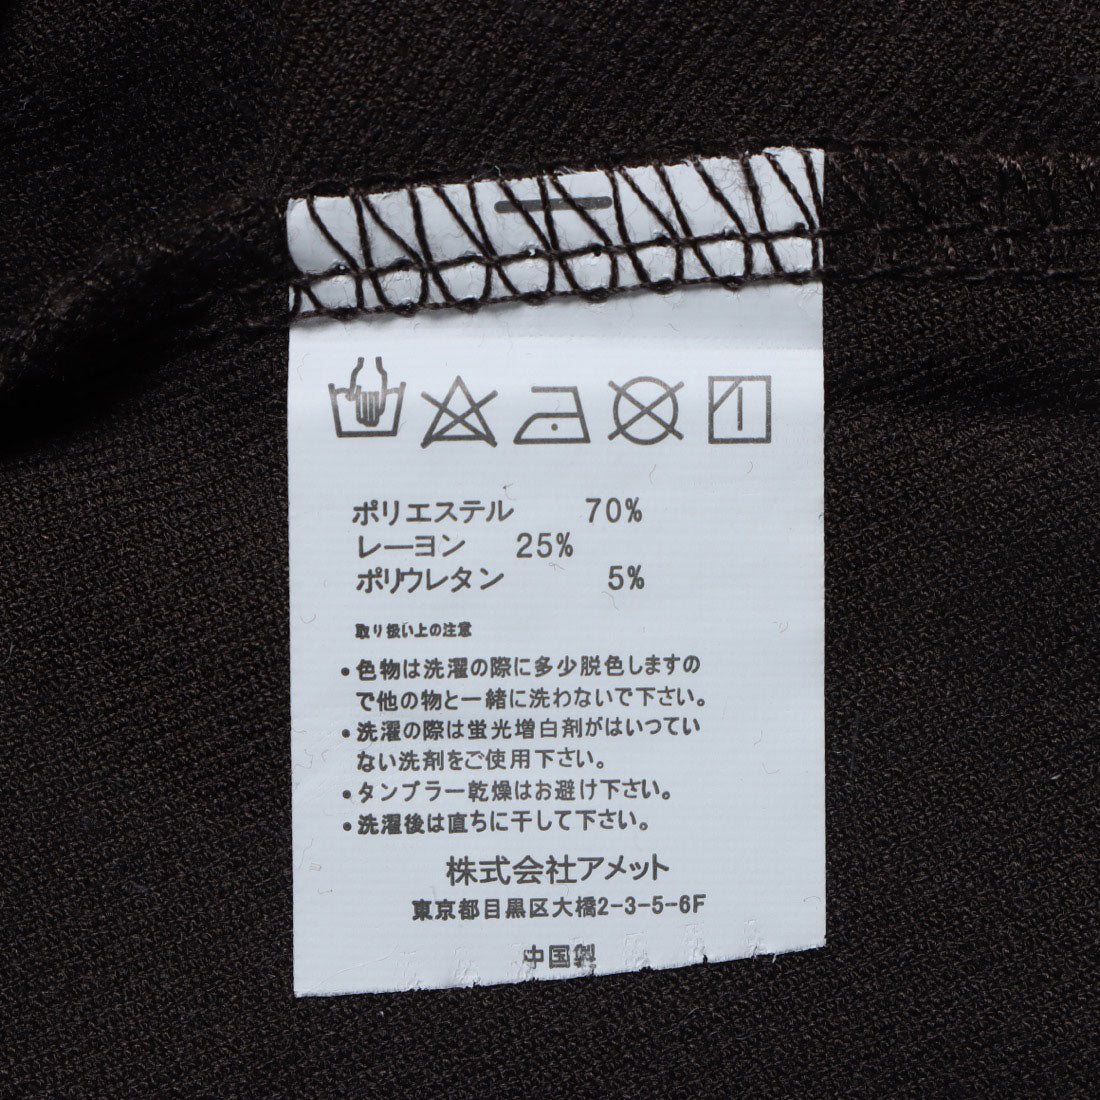 ポリエステル 70%
レーヨン 25%
ポリウレタン 5%
取り扱い上の注意
•色物は洗濯の際に多少脱色しますの
で他の物と一緒に洗わないで下さい。
•洗濯の際は蛍光増白剤がはいってい
ない洗剤をご使用下さい。
•タンブラー乾燥はお避け下い。
•洗濯後は直ちに干して下さい。
株式会社アメット
東京都目黒区大橋2-3-5-6F
中国製